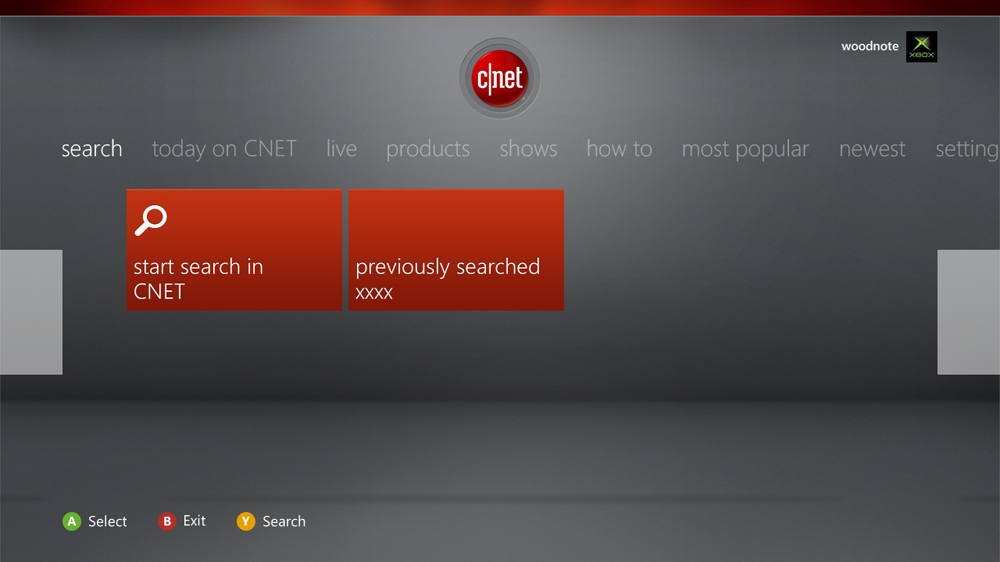 woodnote
XBOX
c|net
search today on CNET live products shows how to most popular newest setting
start search in
CNET
previously searched
xxxx
A Select B Exit Y Search